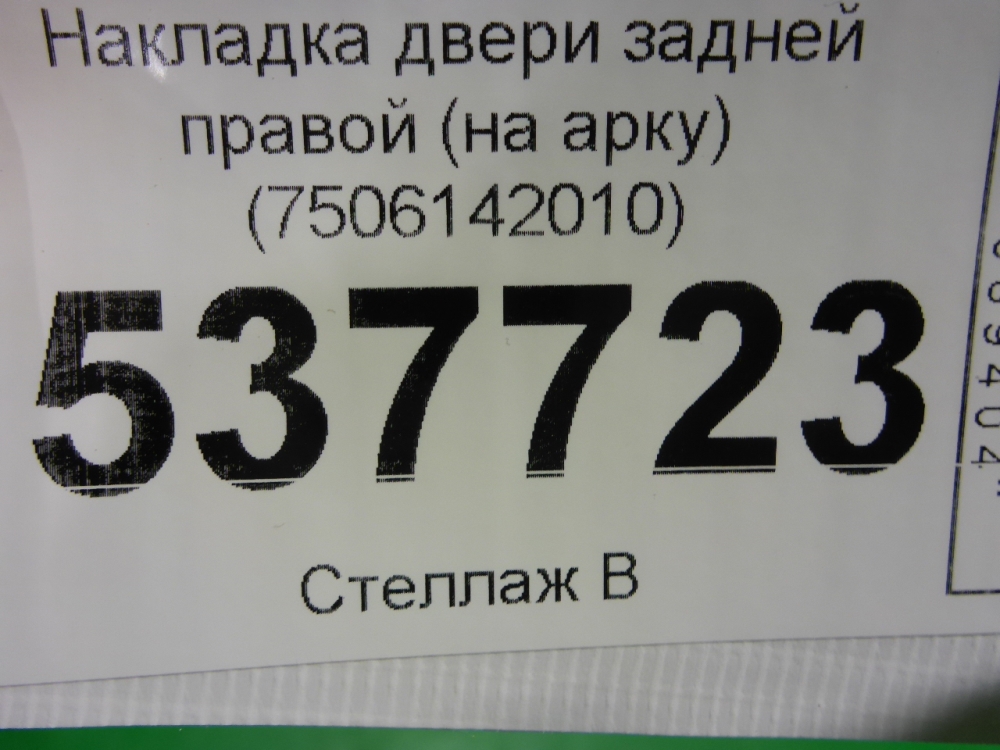 Накладка двери задней
правой (на арку)
(7506142010)
537723
Стеллаж В